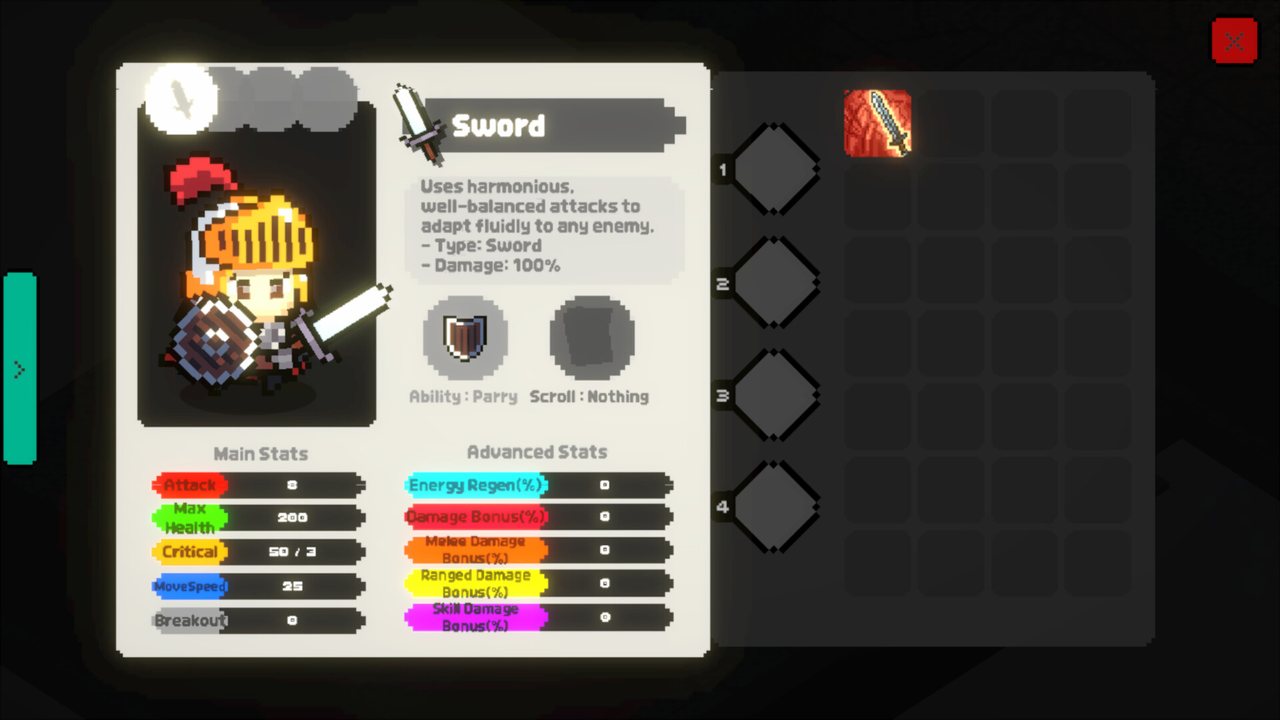 Sword
Uses harmonious,
well-balanced attacks to
adapt fluidly to any enemy.
- Type: Sword
- Damage: 100%
Ability : Parry
Scroll : Nothing
Main Stats
Attack 8
Max
Health 200
Critical 50 / 3
MoveSpeed 25
Breakout 0
Advanced Stats
Energy Regen(%) 0
Damage Bonus(%) 0
Melee Damage
Bonus(%) 0
Ranged Damage
Bonus(%) 0
Skill Damage
Bonus(%) 0
1
2
3
4